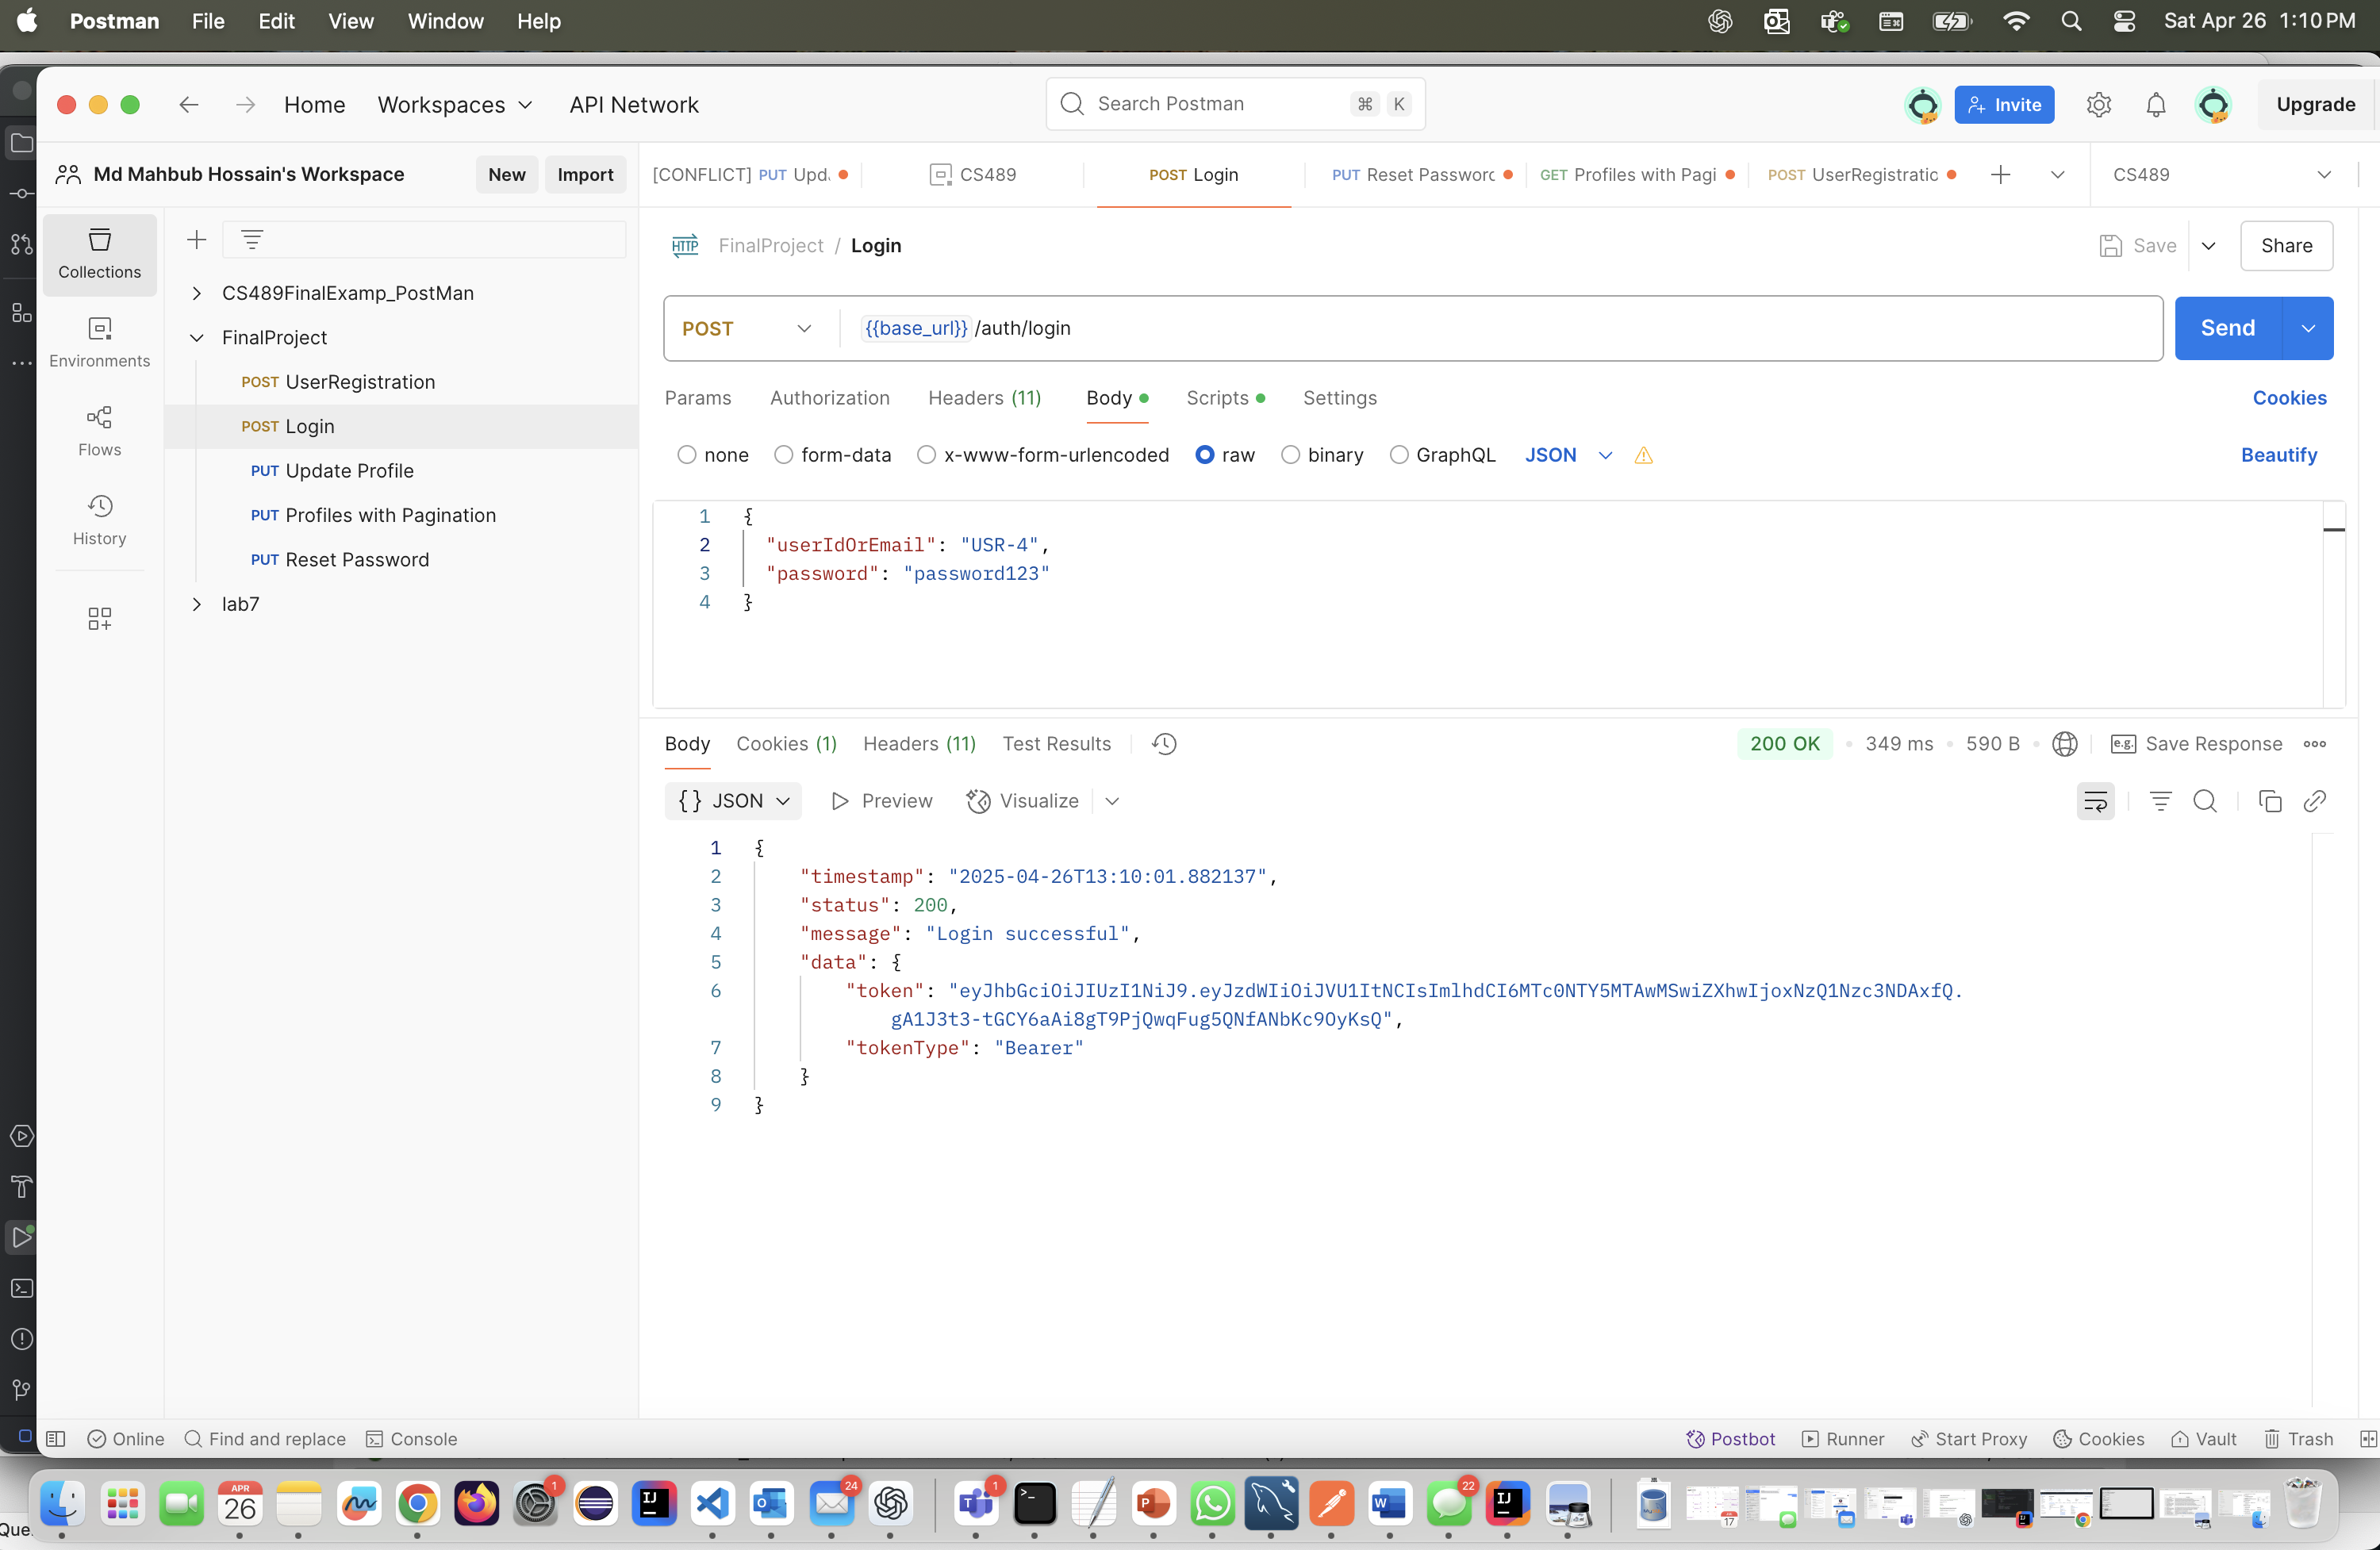 Postman File Edit View Window Help Sat Apr 26 1:10 PM
Home Workspaces API Network Search Postman ⌘ K Invite Upgrade
Md Mahbub Hossain's Workspace New Import [CONFLICT] PUT Upd. CS489 POST Login PUT Reset Passworc GET Profiles with Pagi POST UserRegistratic CS489
Collections
Environments
Flows
History
CS489FinalExamp_PostMan
FinalProject
POST UserRegistration
POST Login
PUT Update Profile
PUT Profiles with Pagination
PUT Reset Password
lab7
HTTP FinalProject / Login Save Share
POST {{base_url}} /auth/login Send
Params Authorization Headers (11) Body Scripts Settings Cookies
none form-data x-www-form-urlencoded raw binary GraphQL JSON Beautify
1 {
2 "userIdOrEmail": "USR-4",
3 "password": "password123"
4 }
Body Cookies (1) Headers (11) Test Results 200 OK 349 ms 590 B e.g. Save Response
{} JSON Preview Visualize
1 {
2 "timestamp": "2025-04-26T13:10:01.882137",
3 "status": 200,
4 "message": "Login successful",
5 "data": {
6 "token": "eyJhbGciOiJIUzI1NiJ9.eyJzdWIiOiJVU1ItNCIsImlhdCI6MTc0NTY5MTAwMSwiZXhwIjoxNzQ1Nzc3NDAxfQ.
gA1J3t3-tGCY6aAi8gT9PjQwqFug5QNfANbKc9OyKsQ",
7 "tokenType": "Bearer"
8 }
9 }
Online Find and replace Console Postbot Runner Start Proxy Cookies Vault Trash
Que
APR 26 1 24 1 22 17